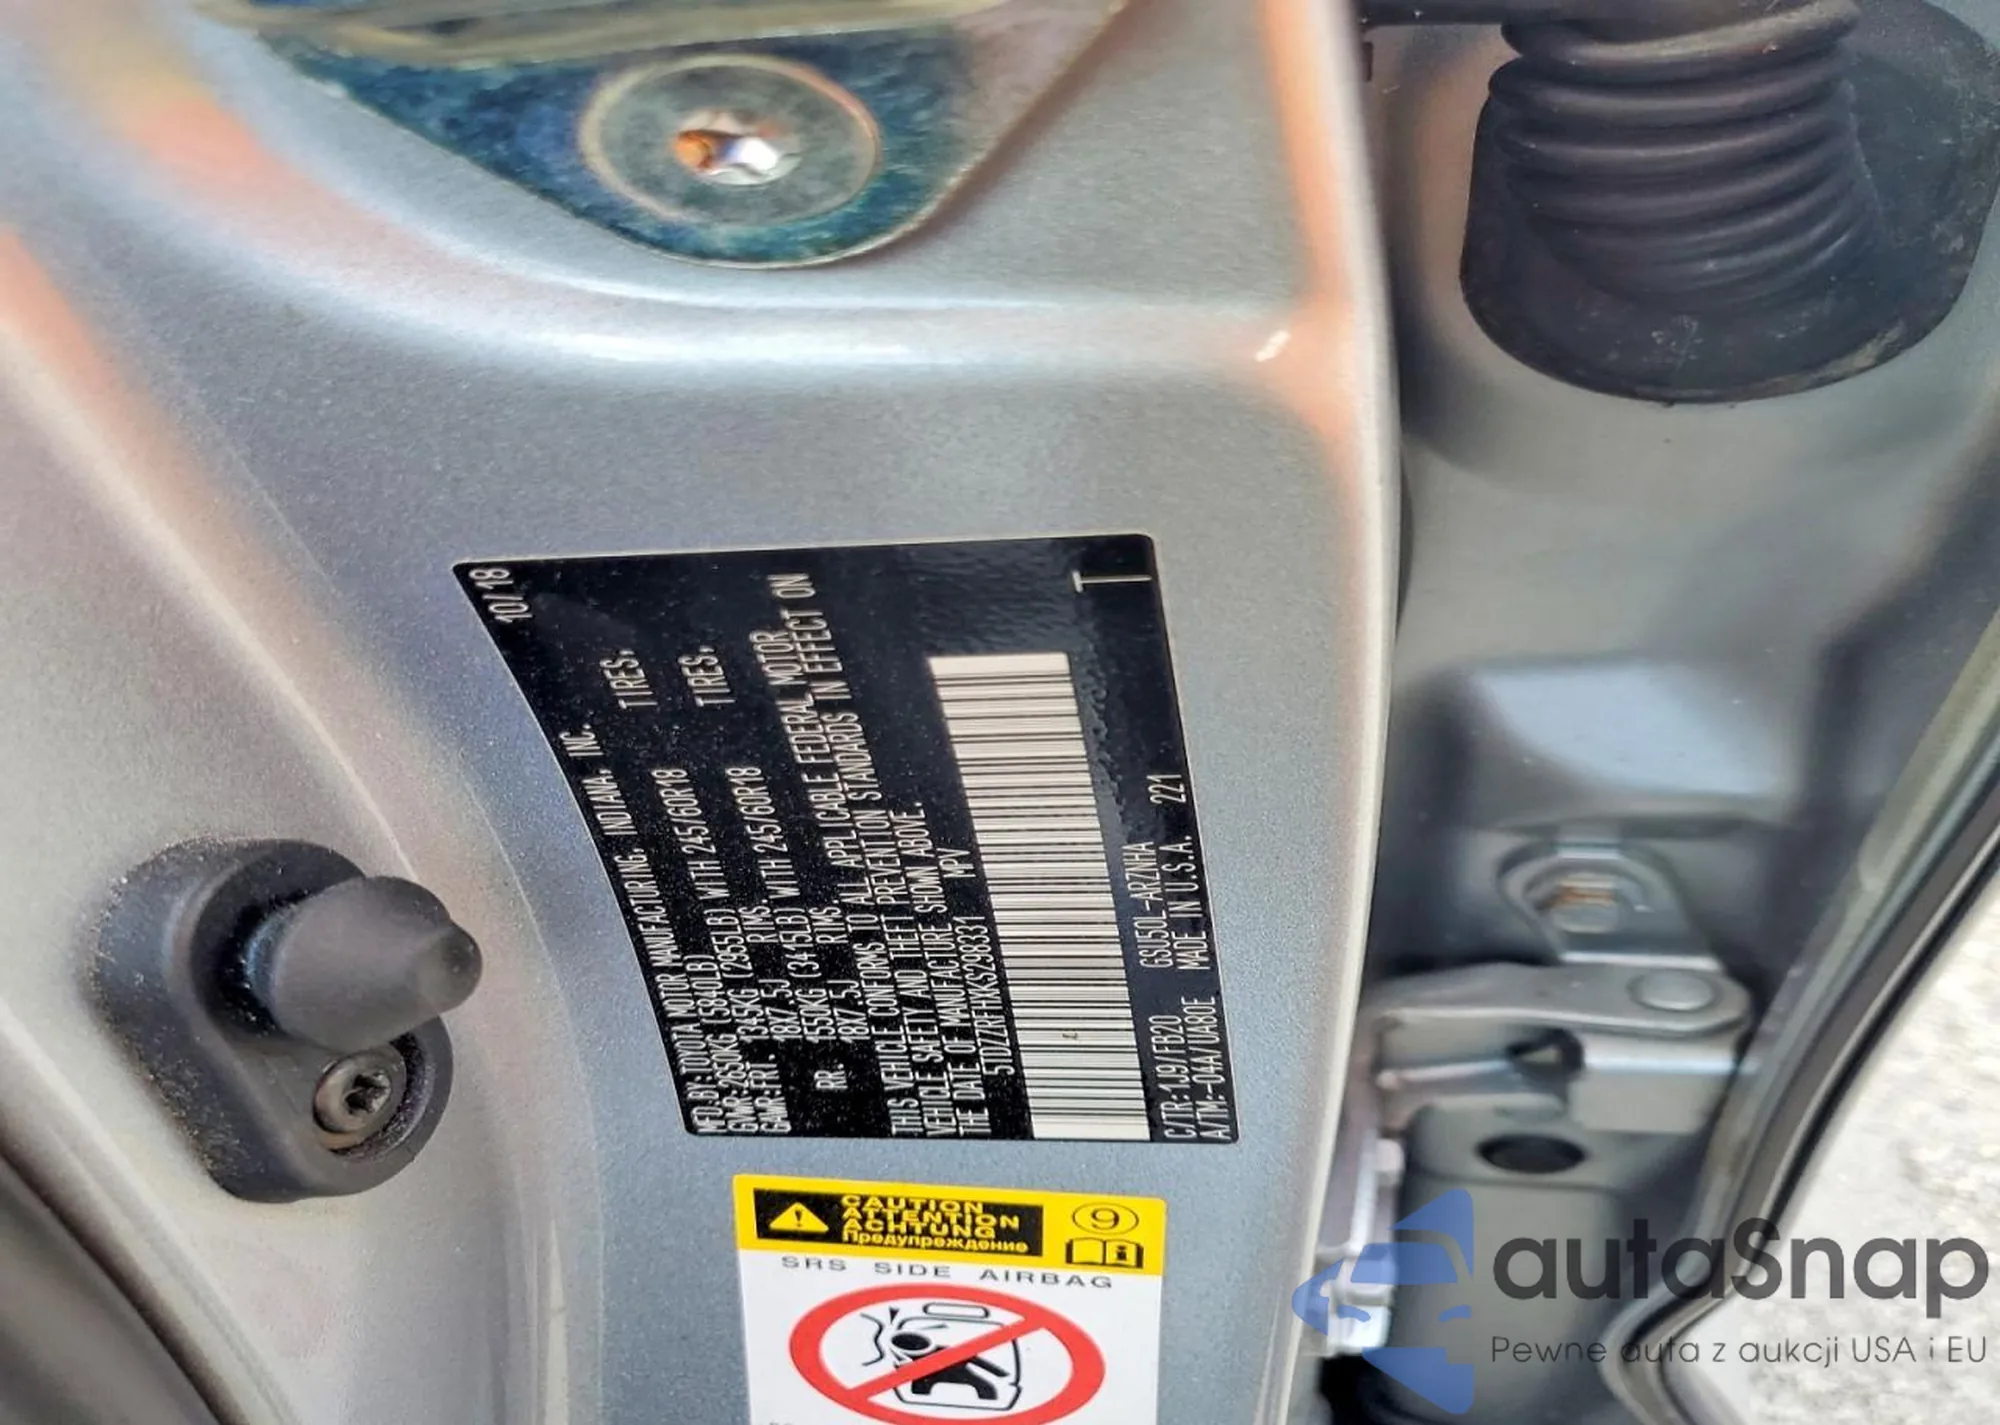 MFD.BY:TOYOTA MOTOR MANUFACTURING, INDIANA, INC. 10/18
GVWR:2650KG (5840LB)
GAWR:FRT. 1345KG (2955LB) WITH 245/60R18 TIRES,
18X7.5J RIMS,
RR. 1550KG (3415LB) WITH 245/60R18 TIRES,
18X7.5J RIMS,
THIS VEHICLE CONFORMS TO ALL APPLICABLE FEDERAL MOTOR
VEHICLE SAFETY AND THEFT PREVENTION STANDARDS IN EFFECT ON
THE DATE OF MANUFACTURE SHOWN ABOVE.
5TDZZRFHXKS298331 MPV
C/TR:1J9/FB20 GSU50L-ARZNHA 221
A/TM:-04A/UA80E MADE IN U.S.A.
CAUTION
ATTENTION
ACHTUNG
Предупреждение
9
SRS SIDE AIRBAG
autaSnap
Pewne auta z aukcji USA i EU